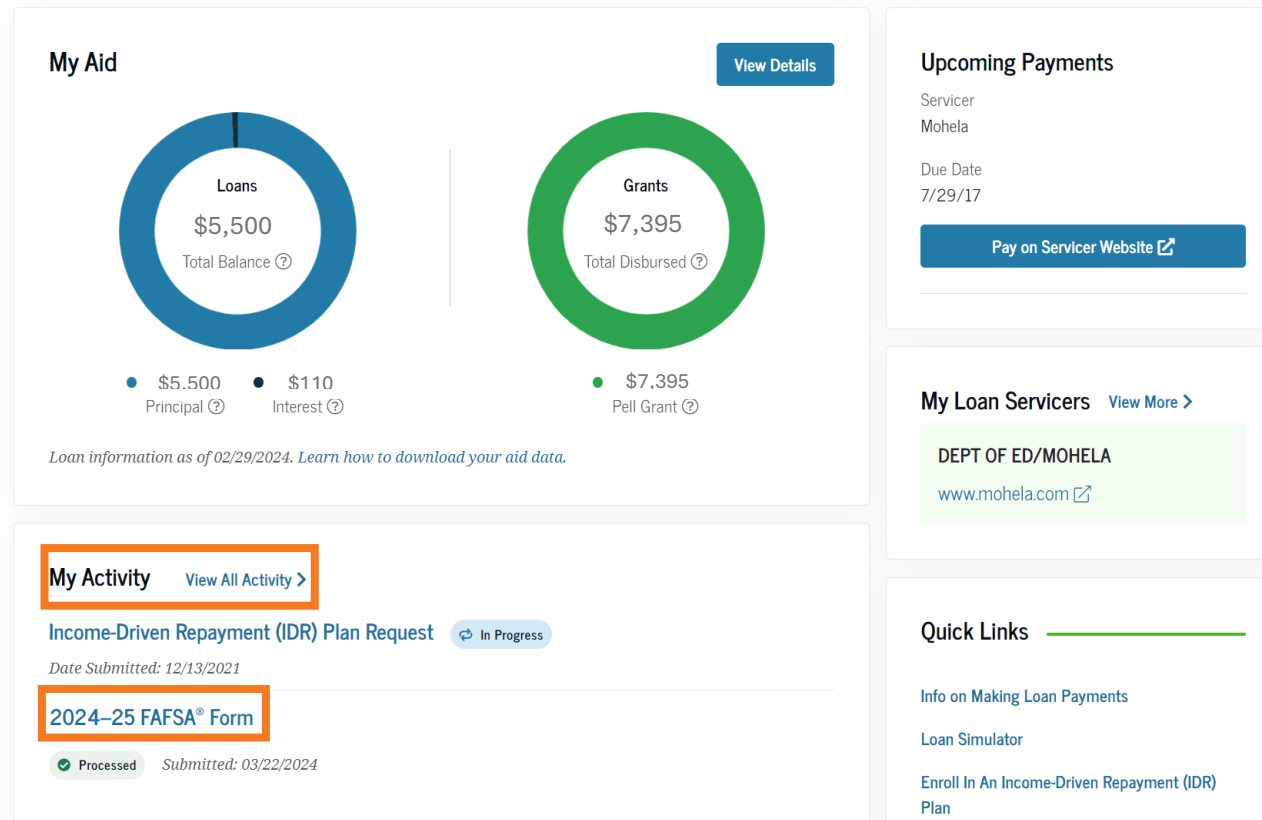 My Aid
View Details
Loans
$5,500
Total Balance
Grants
$7,395
Total Disbursed
$5,500
Principal
$110
Interest
$7,395
Pell Grant
Loan information as of 02/29/2024. Learn how to download your aid data.
My Activity View All Activity
Income-Driven Repayment (IDR) Plan Request In Progress
Date Submitted: 12/13/2021
2024–25 FAFSA® Form
Processed Submitted: 03/22/2024
Upcoming Payments
Servicer
Mohela
Due Date
7/29/17
Pay on Servicer Website
My Loan Servicers View More
DEPT OF ED/MOHELA
www.mohela.com
Quick Links
Info on Making Loan Payments
Loan Simulator
Enroll In An Income-Driven Repayment (IDR)
Plan